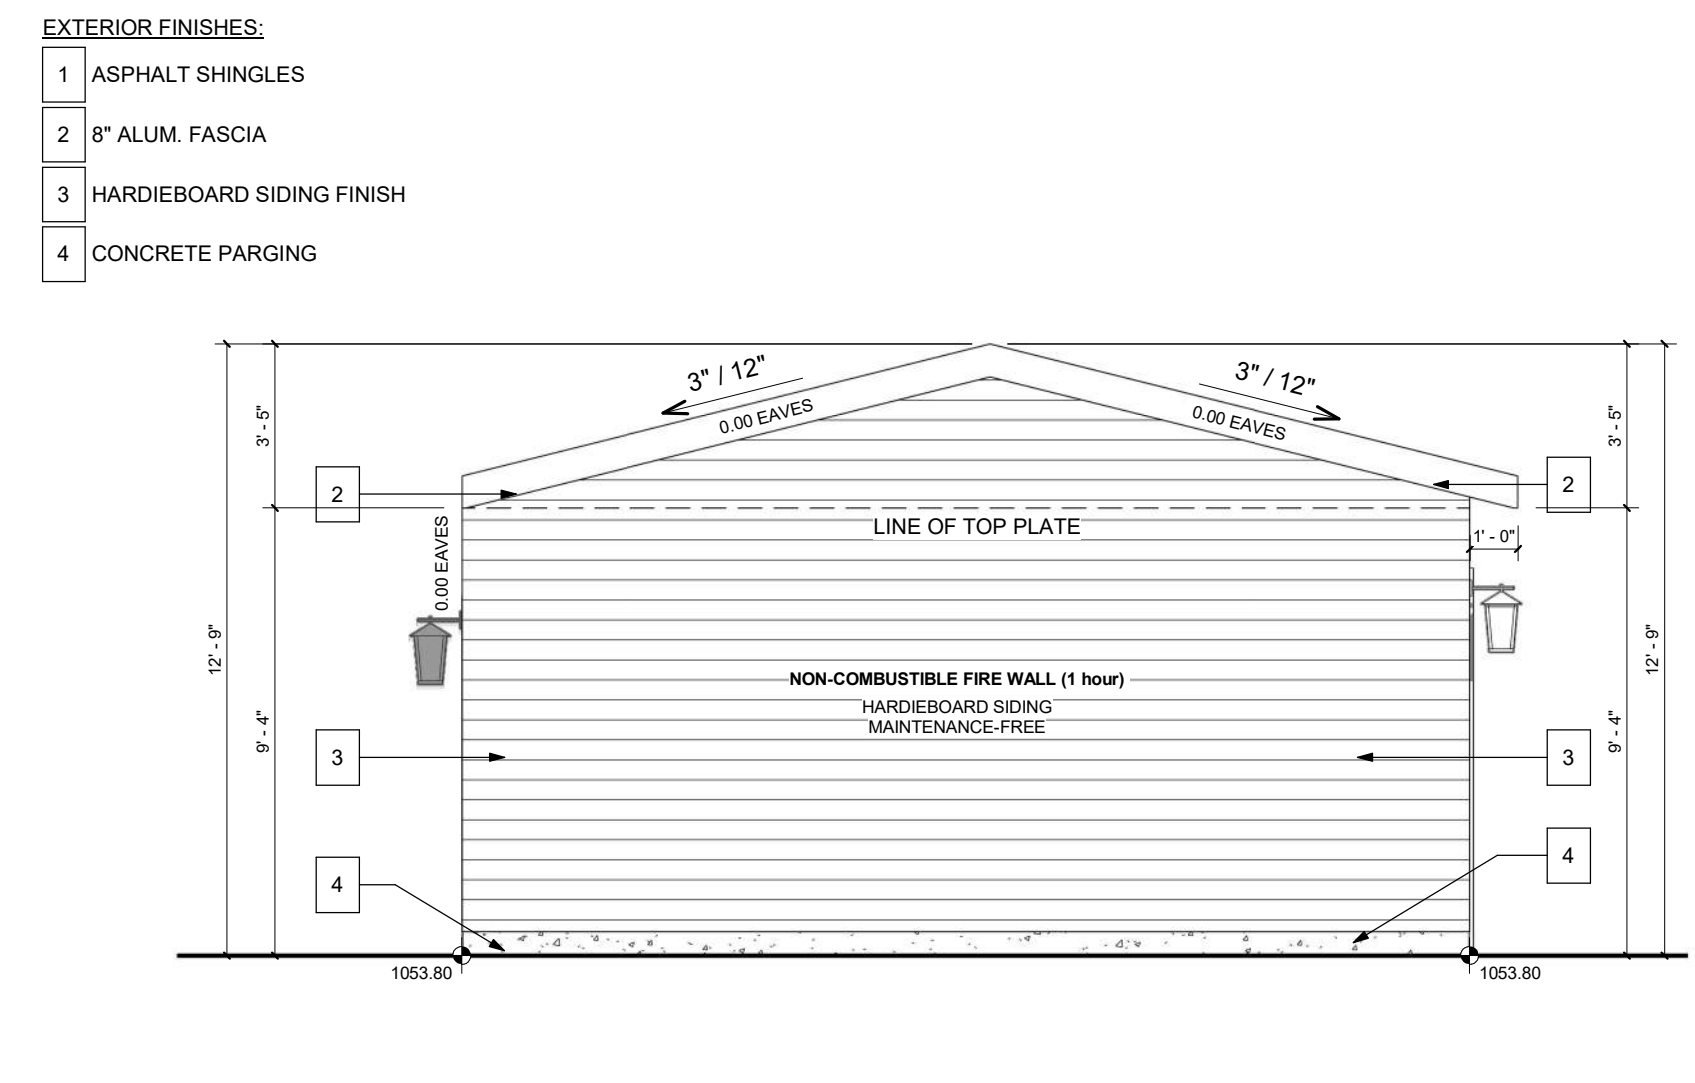 EXTERIOR FINISHES:
1 ASPHALT SHINGLES
2 8" ALUM. FASCIA
3 HARDIEBOARD SIDING FINISH
4 CONCRETE PARGING
3" / 12"
3" / 12"
0.00 EAVES
0.00 EAVES
3' - 5"
3' - 5"
2
2
LINE OF TOP PLATE
1' - 0"
0.00 EAVES
12' - 9"
12' - 9"
NON-COMBUSTIBLE FIRE WALL (1 hour)
HARDIEBOARD SIDING
MAINTENANCE-FREE
9' - 4"
9' - 4"
3
3
4
4
1053.80
1053.80